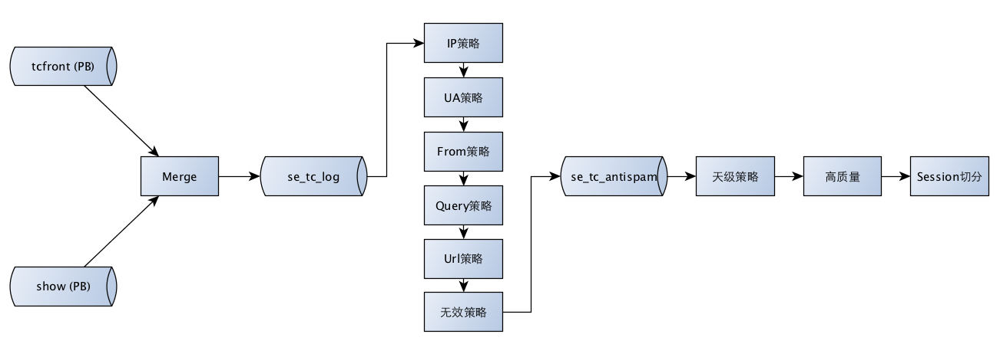 tcfront (PB)
show (PB)
Merge
se_tc_log
IP策略
UA策略
From策略
Query策略
Url策略
无效策略
se_tc_antispam
天级策略
高质量
Session切分